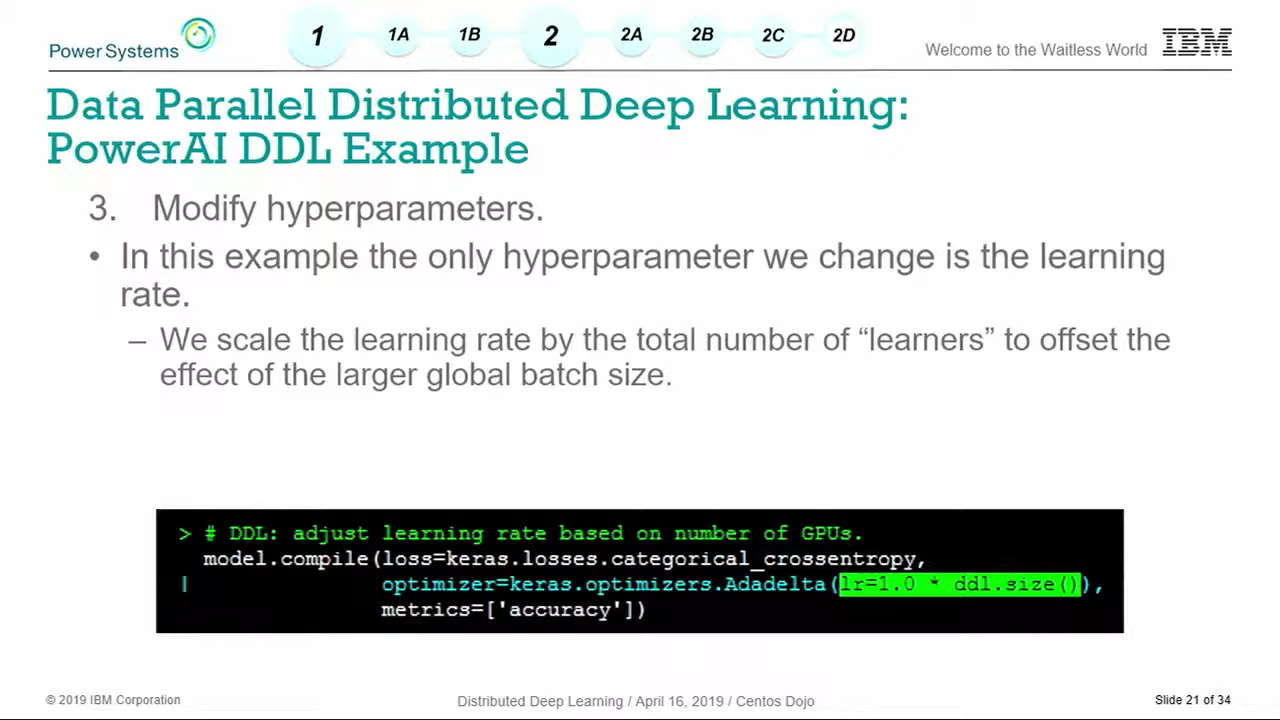 Power Systems
1 1A 1B 2 2A 2B 2C 2D
Welcome to the Waitless World IBM
Data Parallel Distributed Deep Learning:
PowerAI DDL Example
3. Modify hyperparameters.
• In this example the only hyperparameter we change is the learning
rate.
– We scale the learning rate by the total number of “learners” to offset the
effect of the larger global batch size.
> # DDL: adjust learning rate based on number of GPUs.
model.compile(loss=keras.losses.categorical_crossentropy,
| optimizer=keras.optimizers.Adadelta(lr=1.0 * ddl.size()),
metrics=['accuracy'])
© 2019 IBM Corporation
Distributed Deep Learning / April 16, 2019 / Centos Dojo
Slide 21 of 34